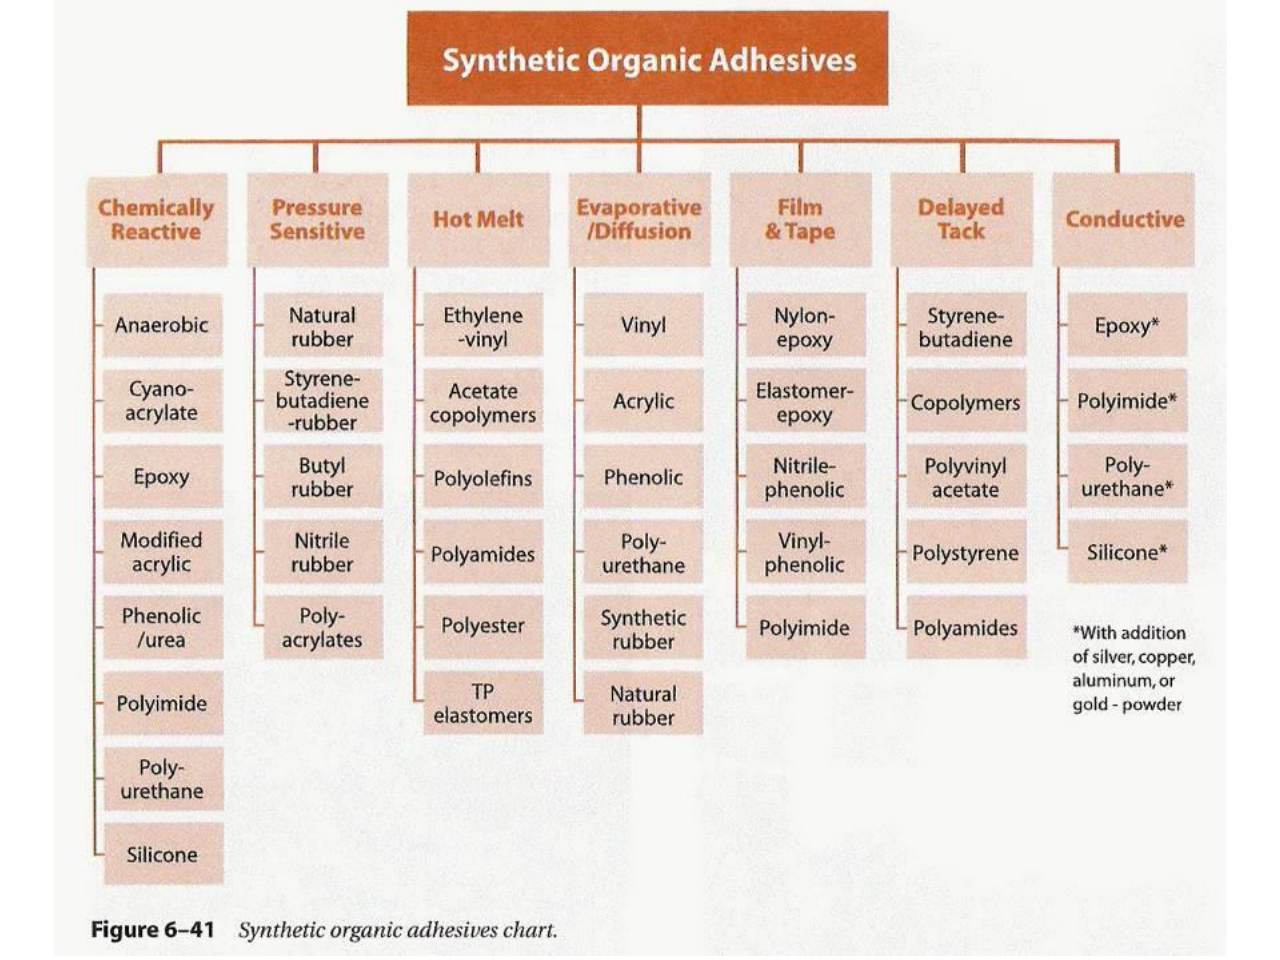 Synthetic Organic Adhesives
Chemically
Reactive
Anaerobic
Cyano-
acrylate
Epoxy
Modified
acrylic
Phenolic
/urea
Polyimide
Poly-
urethane
Silicone
Pressure
Sensitive
Natural
rubber
Styrene-
butadiene
-rubber
Butyl
rubber
Nitrile
rubber
Poly-
acrylates
Hot Melt
Ethylene
-vinyl
Acetate
copolymers
Polyolefins
Polyamides
Polyester
TP
elastomers
Evaporative
/Diffusion
Vinyl
Acrylic
Phenolic
Poly-
urethane
Synthetic
rubber
Natural
rubber
Film
& Tape
Nylon-
epoxy
Elastomer-
epoxy
Nitrile-
phenolic
Vinyl-
phenolic
Polyimide
Delayed
Tack
Styrene-
butadiene
Copolymers
Polyvinyl
acetate
Polystyrene
Polyamides
Conductive
Epoxy*
Polyimide*
Poly-
urethane*
Silicone*
*With addition
of silver, copper,
aluminum, or
gold - powder
Figure 6–41 Synthetic organic adhesives chart.